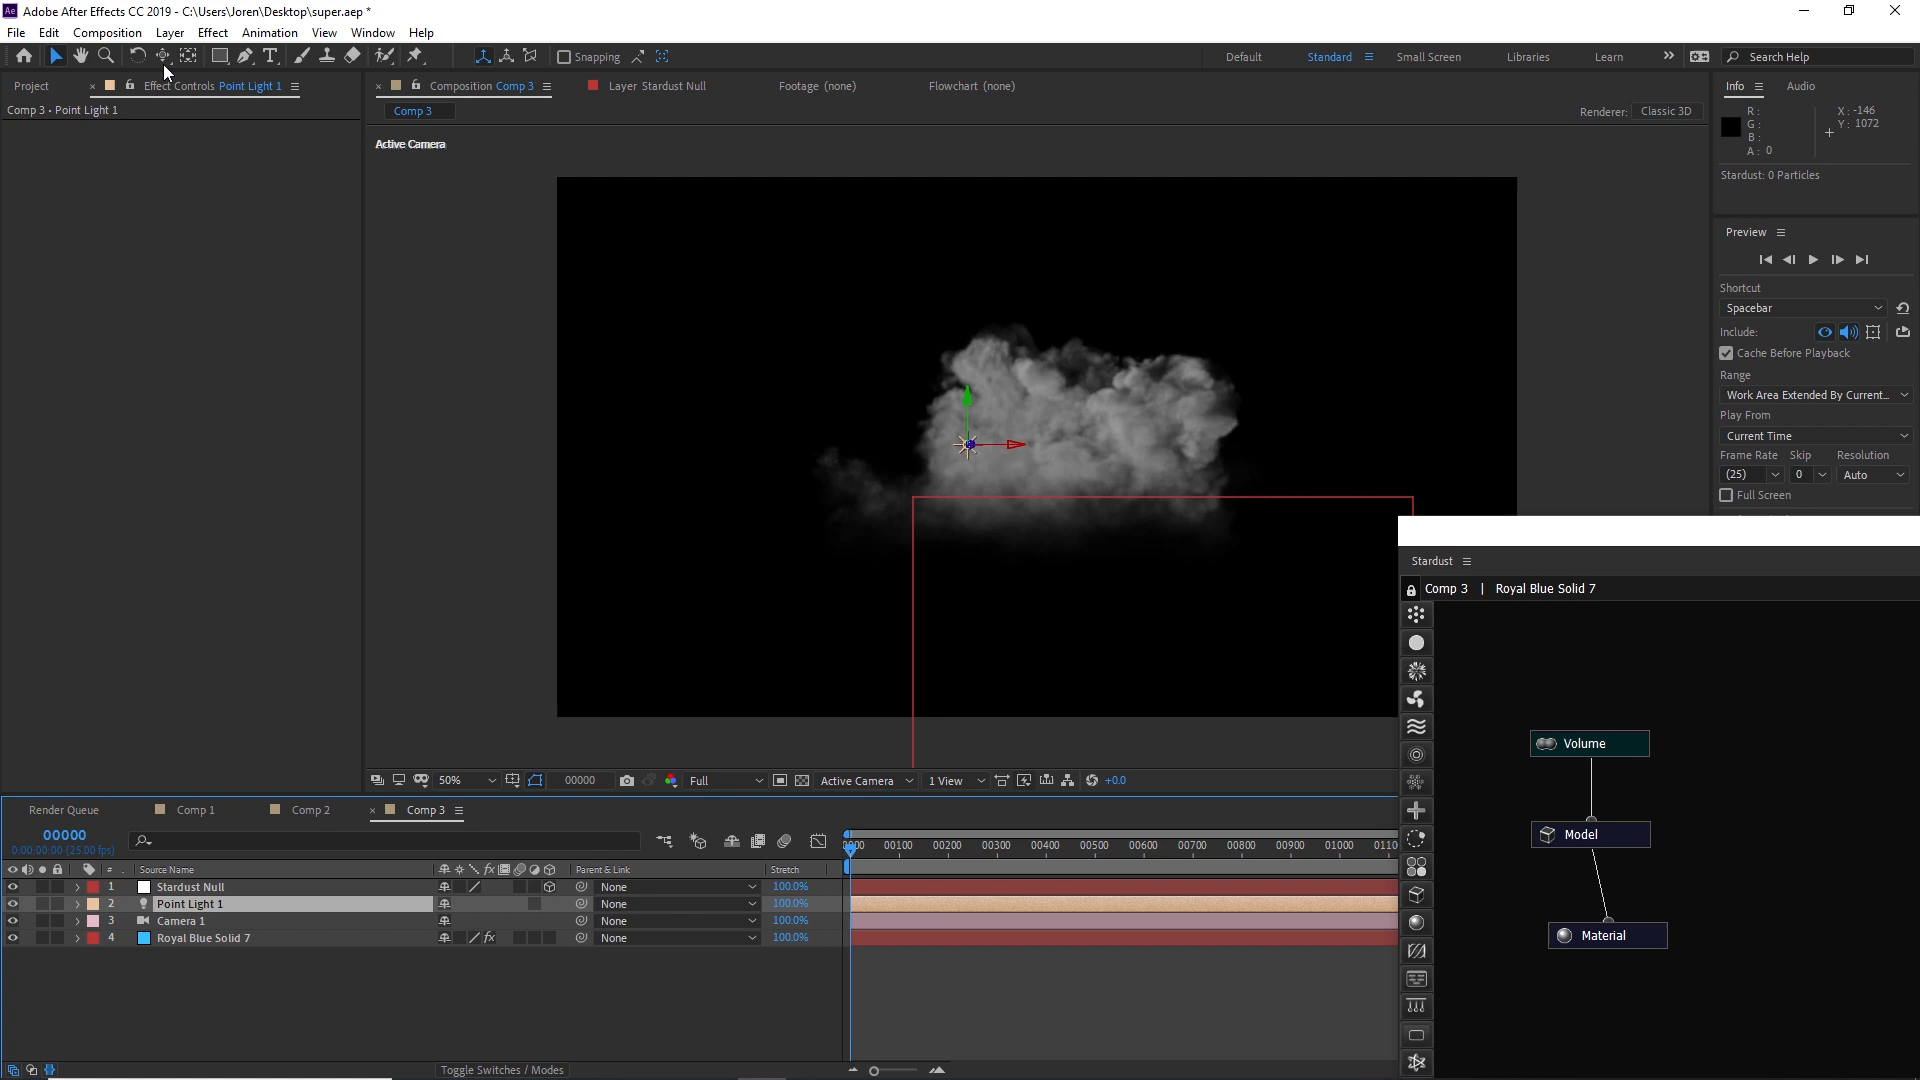 Adobe After Effects CC 2019 - C:\Users\Joren\Desktop\super.aep *
File Edit Composition Layer Effect Animation View Window Help
Snapping
Default Standard Small Screen Libraries Learn Search Help
Project
Effect Controls Point Light 1
Comp 3 • Point Light 1
Composition Comp 3
Layer Stardust Null
Footage (none)
Flowchart (none)
Comp 3
Renderer: Classic 3D
Active Camera
Info Audio
R:
G:
B:
A: 0
X: -146
Y: 1072
Stardust: 0 Particles
Preview
Shortcut
Spacebar
Include:
Cache Before Playback
Range
Work Area Extended By Current...
Play From
Current Time
Frame Rate Skip Resolution
(25) 0 Auto
Full Screen
Stardust
Comp 3 | Royal Blue Solid 7
Volume
Model
Material
50% 00000 Full Active Camera 1 View +0.0
Render Queue Comp 1 Comp 2 Comp 3
00000
0:00:00:00 (25.00 fps)
# Source Name Parent & Link Stretch
0000 00100 00200 00300 00400 00500 00600 00700 00800 00900 01000 0110
1 Stardust Null None 100.0%
2 Point Light 1 None 100.0%
3 Camera 1 None 100.0%
4 Royal Blue Solid 7 fx None 100.0%
Toggle Switches / Modes